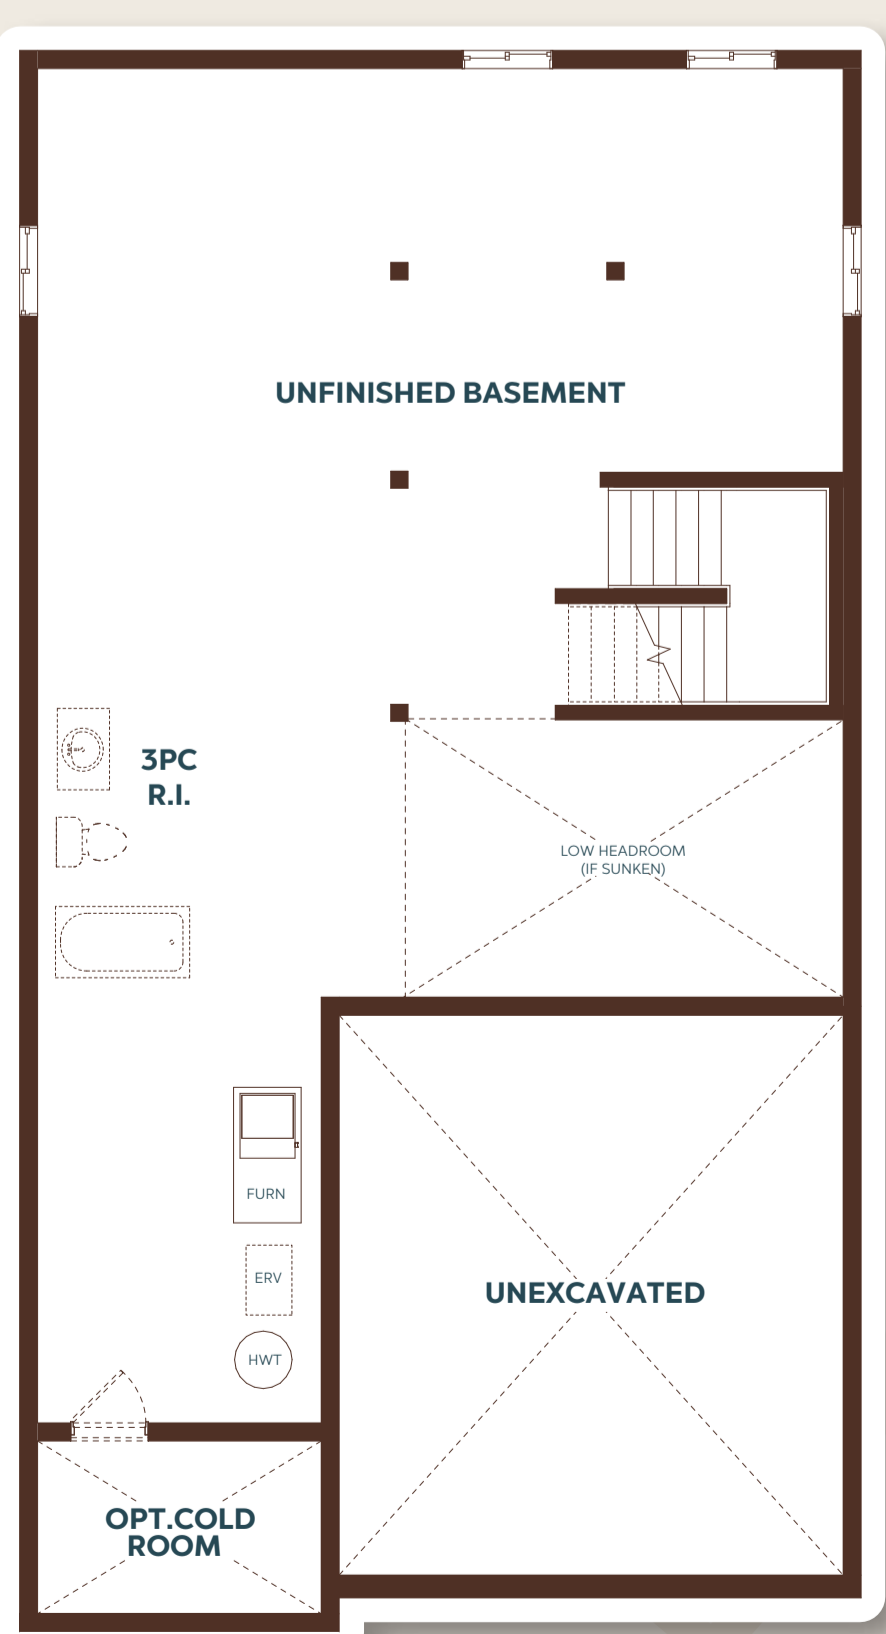 UNFINISHED BASEMENT
3PC
R.I.
LOW HEADROOM
(IF SUNKEN)
FURN
ERV
HWT
UNEXCAVATED
OPT.COLD
ROOM